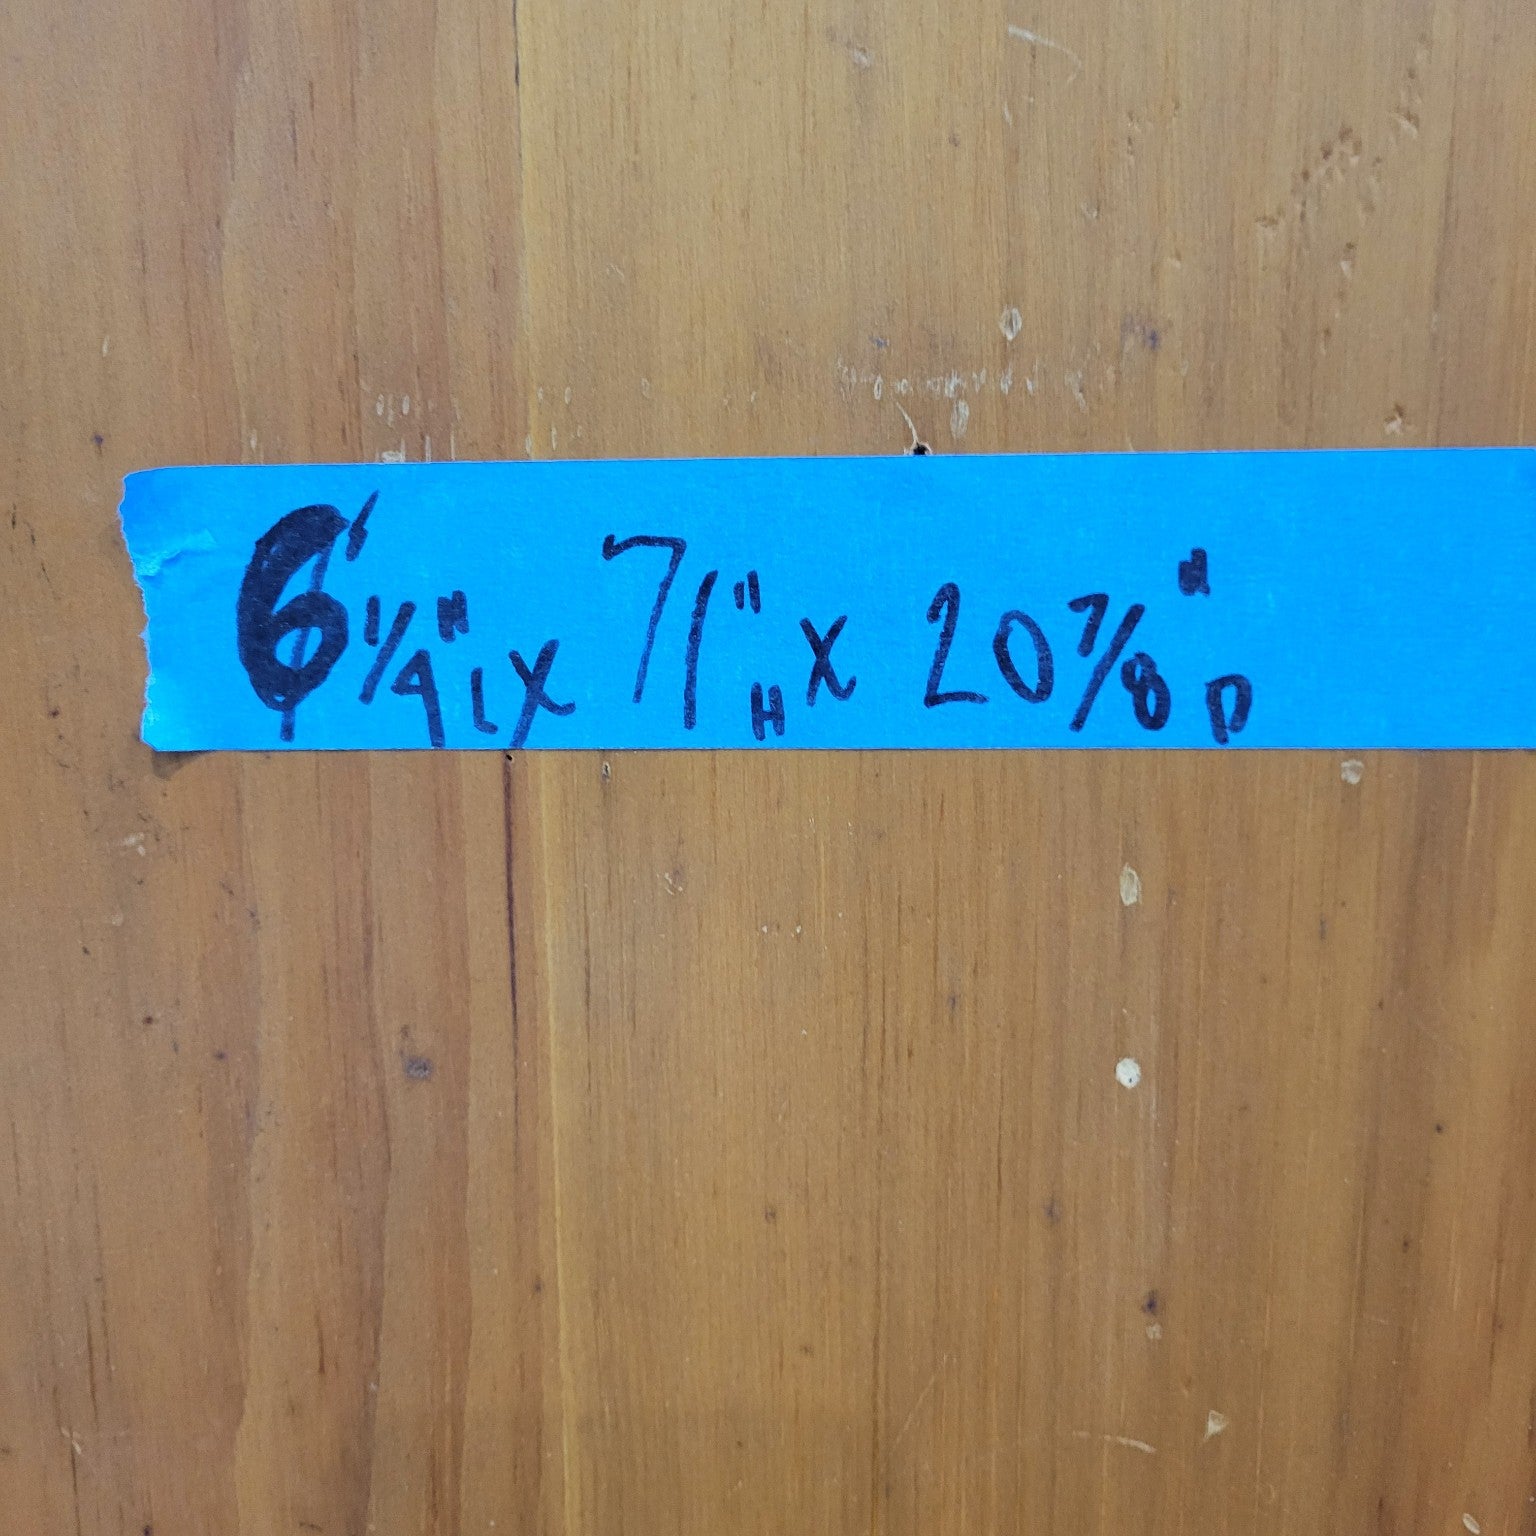 6' 1/4" L x 71" H x 20 7/8" D